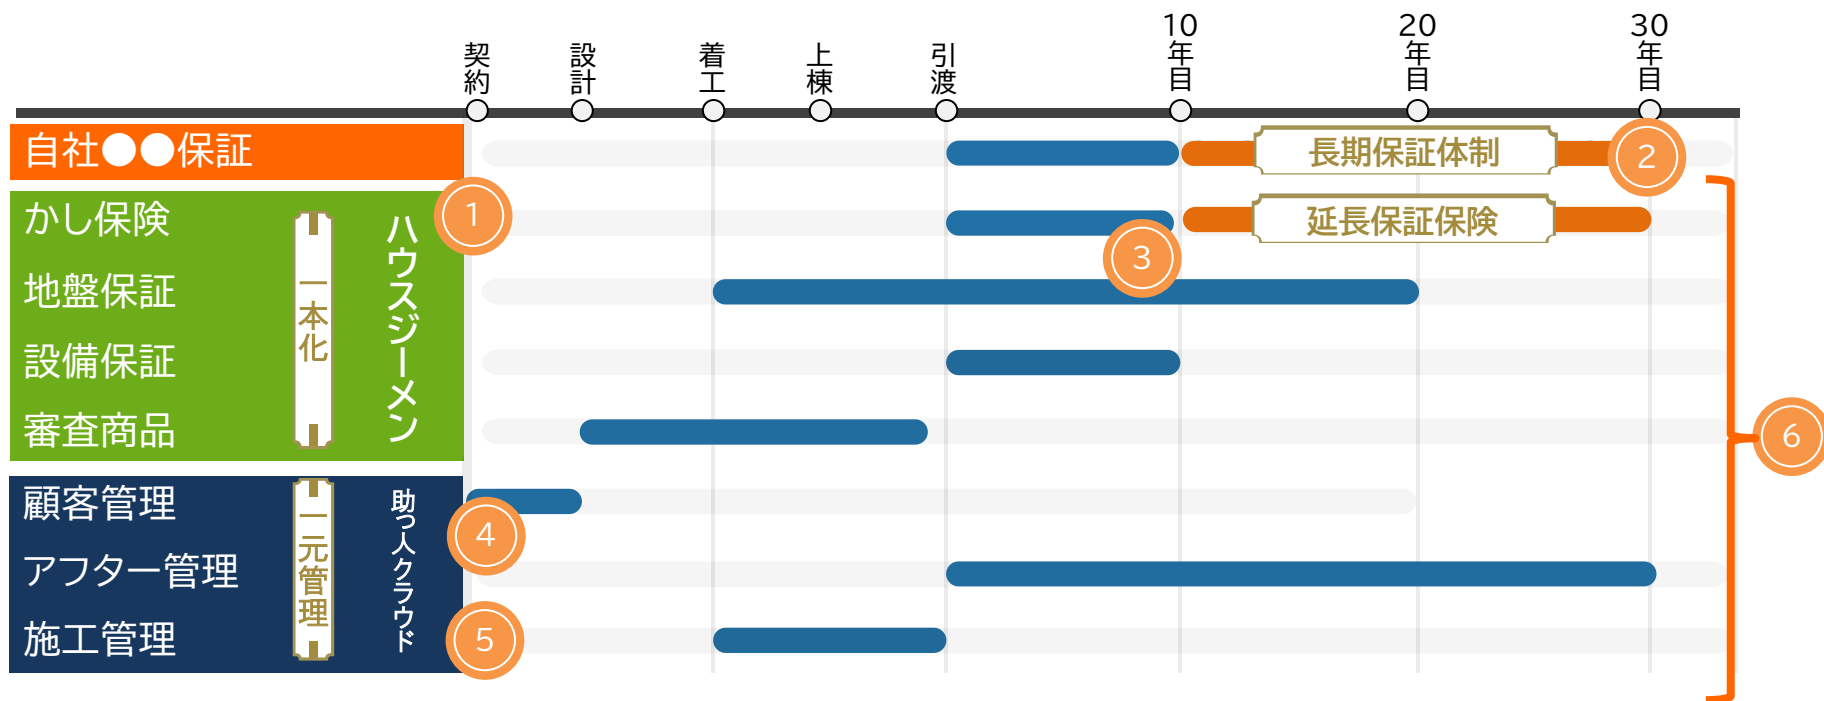 契約
設計
着工
上棟
引渡
10年目
20年目
30年目
自社●●保証
長期保証体制
2
かし保険
1
延長保証保険
3
地盤保証
設備保証
審査商品
一本化
ハウスジーメン
6
顧客管理
4
アフター管理
施工管理
5
一元管理
助っ人クラウド